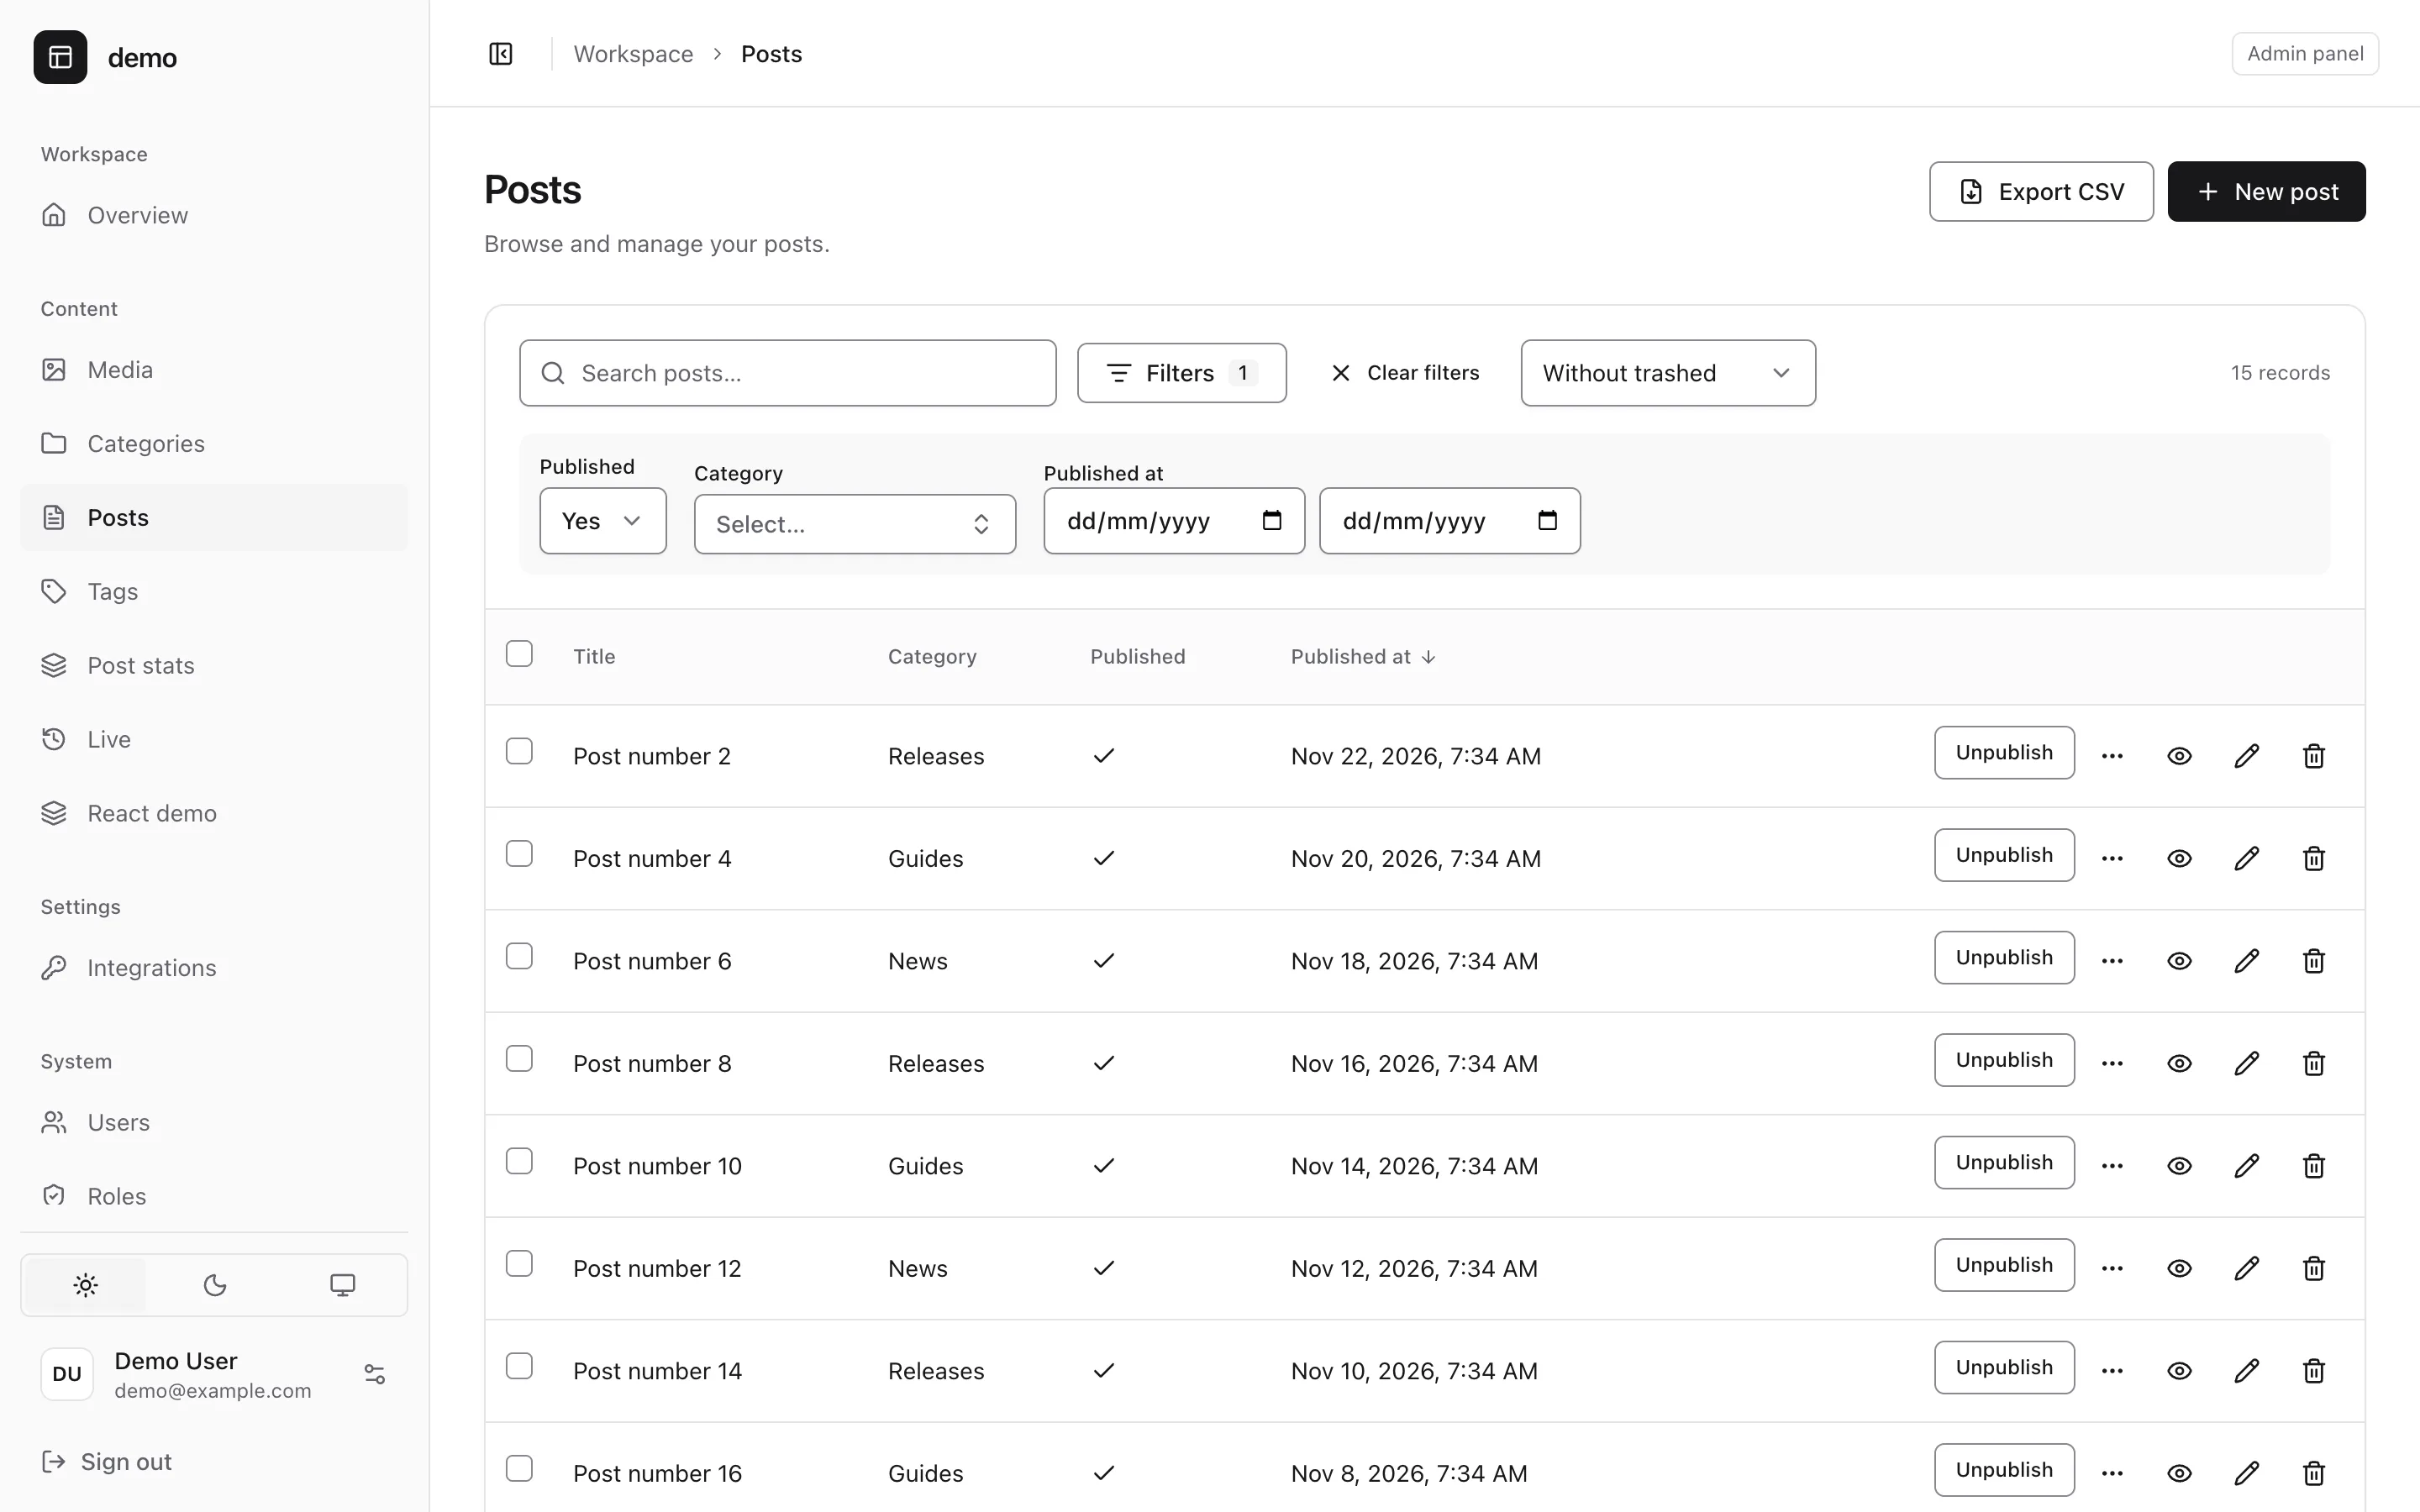 demo
Workspace
Overview
Content
Media
Categories
Posts
Tags
Post stats
Live
React demo
Settings
Integrations
System
Users
Roles
DU
Demo User
demo@example.com
Sign out
Workspace Posts
Admin panel
Posts
Browse and manage your posts.
Export CSV
New post
Search posts...
Filters 1
Clear filters
Without trashed
15 records
Published
Yes
Category
Select...
Published at
dd/mm/yyyy
dd/mm/yyyy
Title Category Published Published at
Post number 2 Releases Nov 22, 2026, 7:34 AM Unpublish
Post number 4 Guides Nov 20, 2026, 7:34 AM Unpublish
Post number 6 News Nov 18, 2026, 7:34 AM Unpublish
Post number 8 Releases Nov 16, 2026, 7:34 AM Unpublish
Post number 10 Guides Nov 14, 2026, 7:34 AM Unpublish
Post number 12 News Nov 12, 2026, 7:34 AM Unpublish
Post number 14 Releases Nov 10, 2026, 7:34 AM Unpublish
Post number 16 Guides Nov 8, 2026, 7:34 AM Unpublish